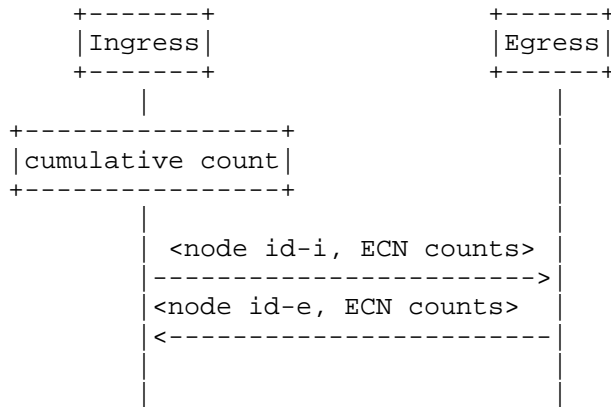 Ingress Egress
cumulative count
<node id-i, ECN counts>
<node id-e, ECN counts>